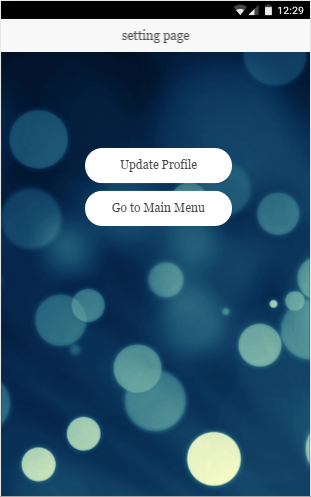 12:29
setting page
Update Profile
Go to Main Menu